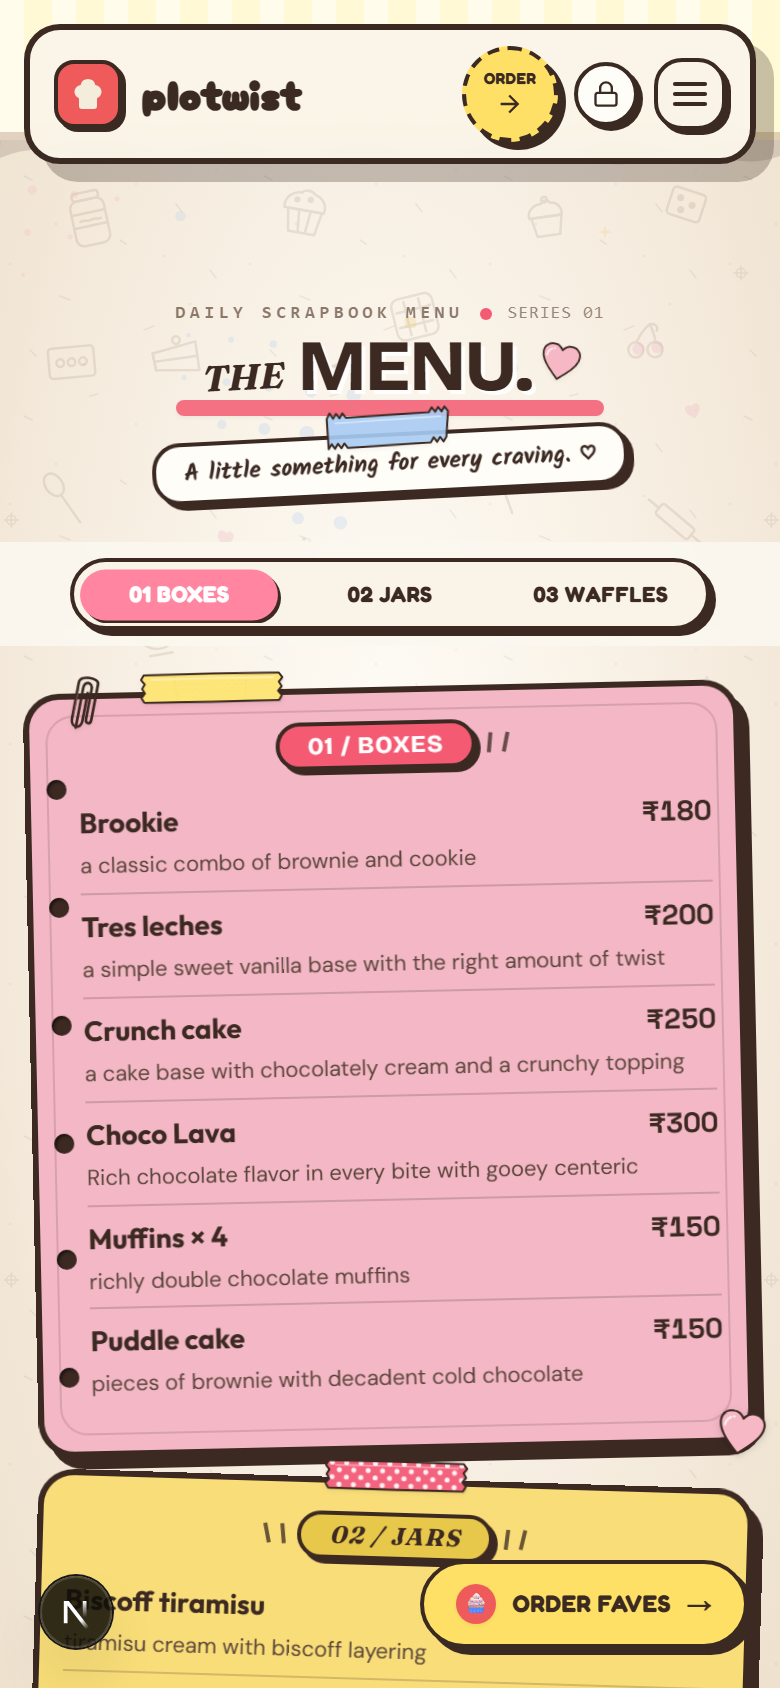 plotwist
ORDER
→
DAILY SCRAPBOOK MENU ● SERIES 01
THE MENU.
A little something for every craving. ♡
01 BOXES
02 JARS
03 WAFFLES
01 / BOXES
Brookie ₹180
a classic combo of brownie and cookie
Tres leches ₹200
a simple sweet vanilla base with the right amount of twist
Crunch cake ₹250
a cake base with chocolately cream and a crunchy topping
Choco Lava ₹300
Rich chocolate flavor in every bite with gooey centeric
Muffins × 4 ₹150
richly double chocolate muffins
Puddle cake ₹150
pieces of brownie with decadent cold chocolate
02 / JARS
Biscoff tiramisu
tiramisu cream with biscoff layering
N
ORDER FAVES →